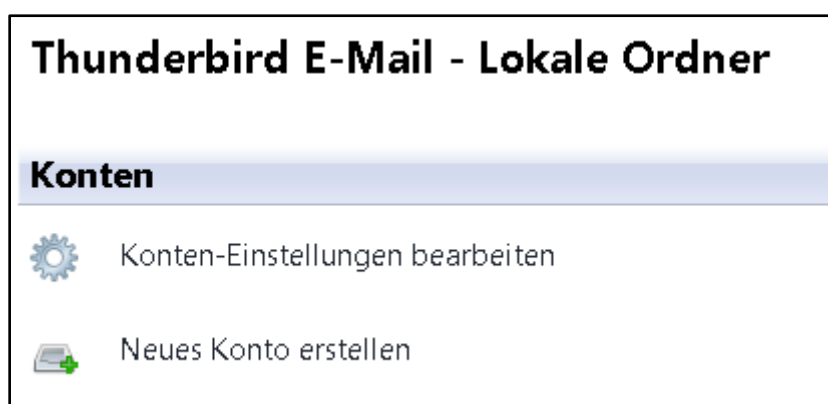 Thunderbird E-Mail - Lokale Ordner
Konten
Konten-Einstellungen bearbeiten
Neues Konto erstellen